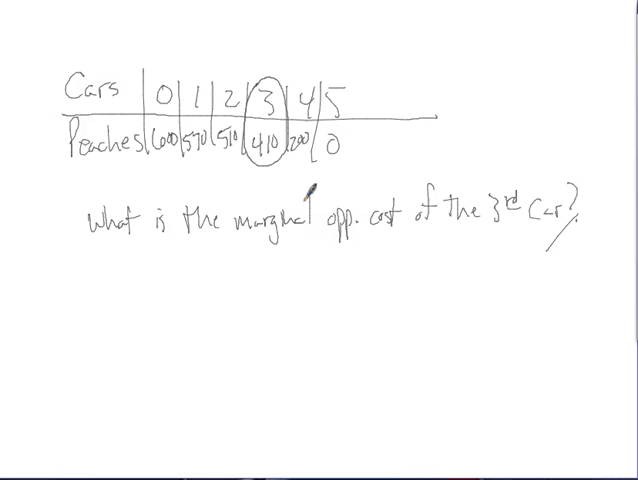 Cars 0 1 2 3 4 5
Peaches 600 570 510 410 200 0
What is the marginal opp. cost of the 3rd Car?